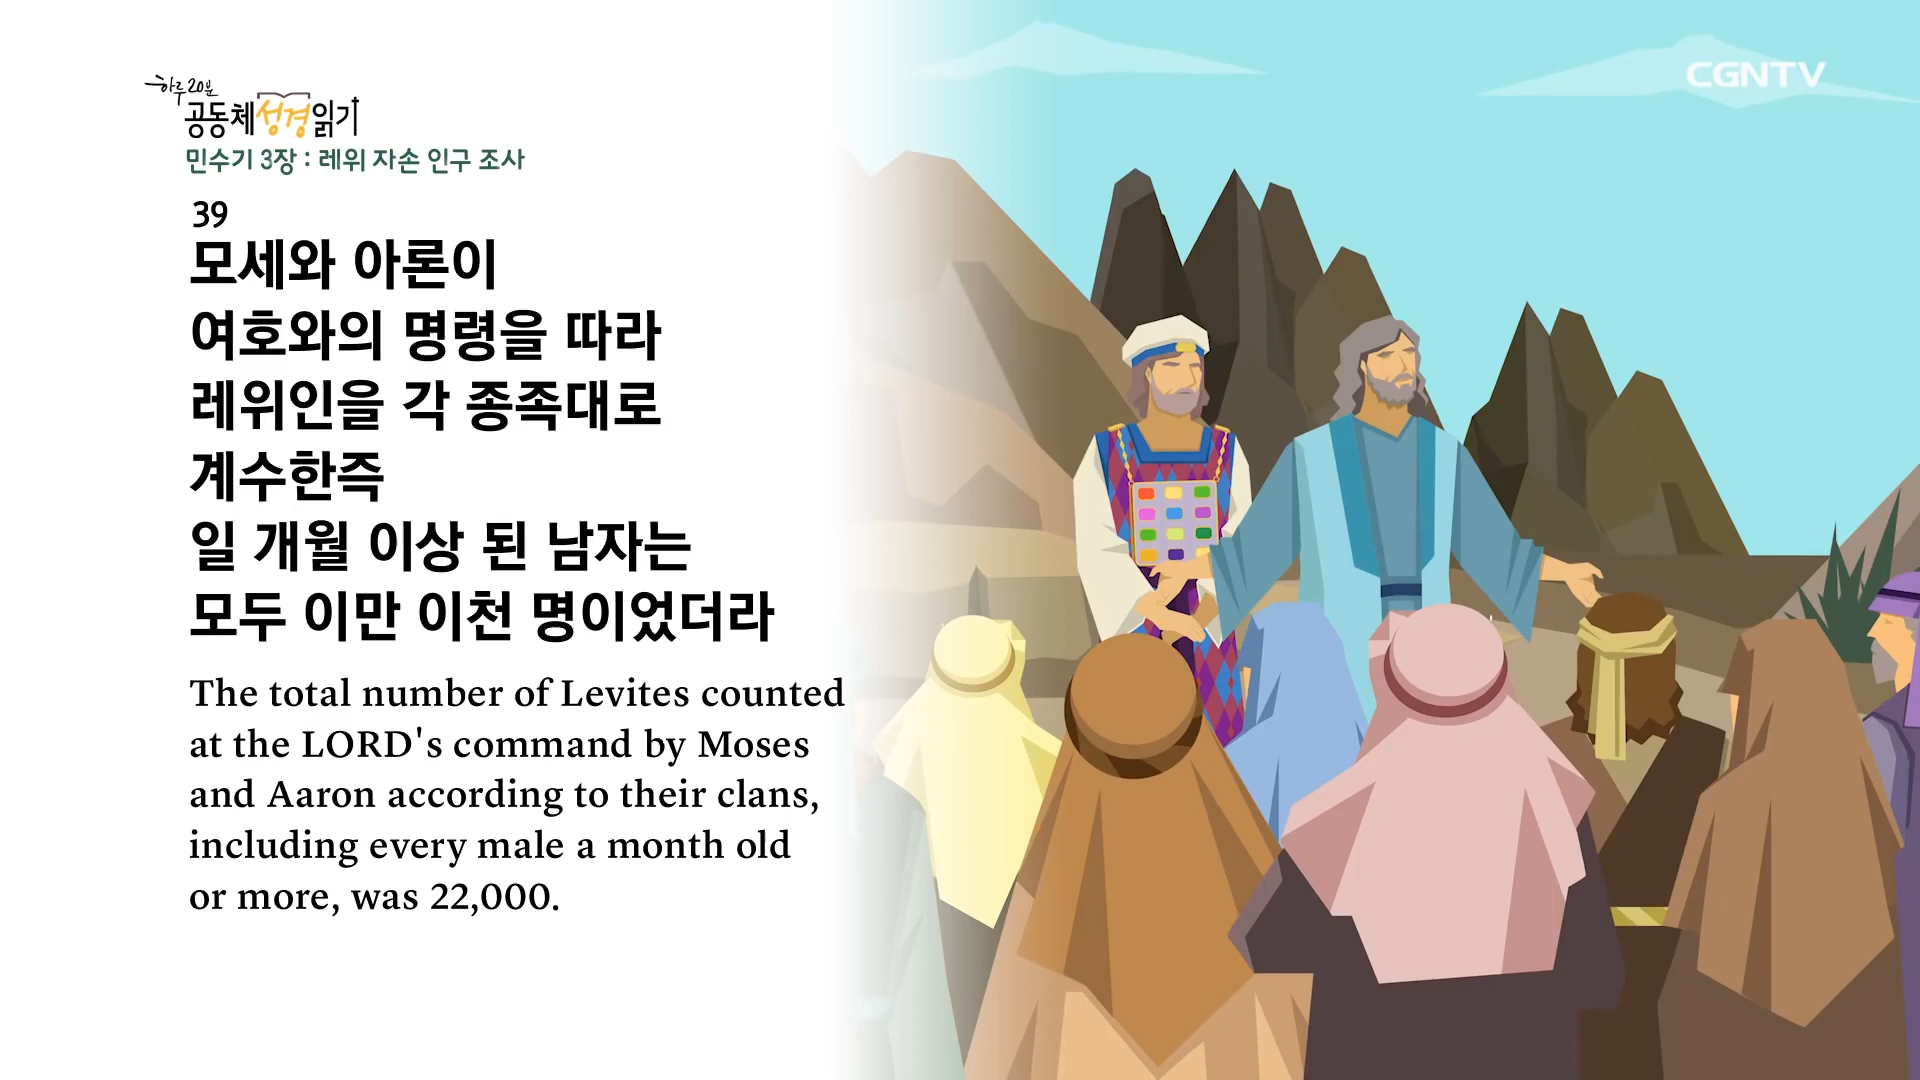 하루 20분
공동체성경읽기
CGNTV
민수기 3장 : 레위 자손 인구 조사
39
모세와 아론이
여호와의 명령을 따라
레위인을 각 종족대로
계수한즉
일 개월 이상 된 남자는
모두 이만 이천 명이었더라
The total number of Levites counted
at the LORD's command by Moses
and Aaron according to their clans,
including every male a month old
or more, was 22,000.